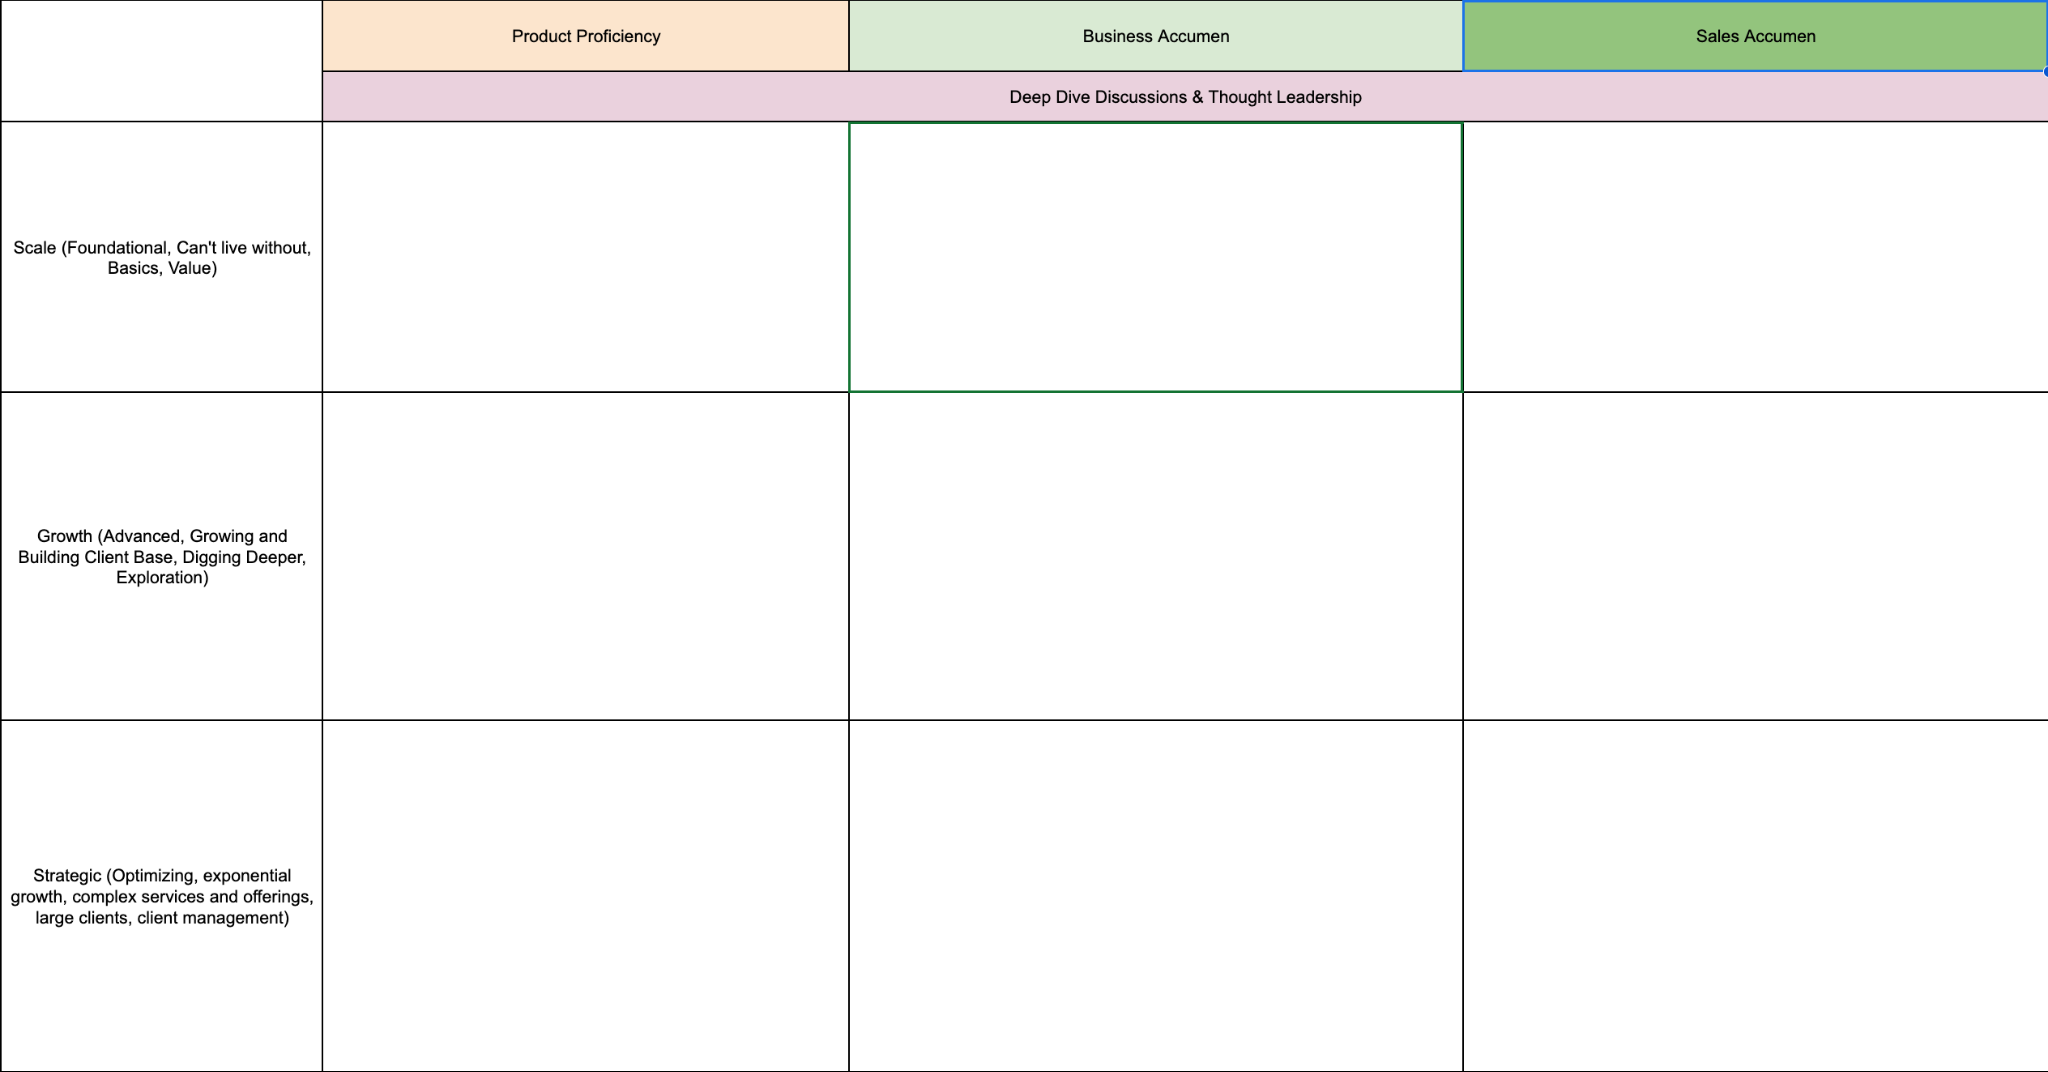 Product Proficiency
Business Accumen
Sales Accumen
Deep Dive Discussions & Thought Leadership
Scale (Foundational, Can't live without,
Basics, Value)
Growth (Advanced, Growing and
Building Client Base, Digging Deeper,
Exploration)
Strategic (Optimizing, exponential
growth, complex services and offerings,
large clients, client management)